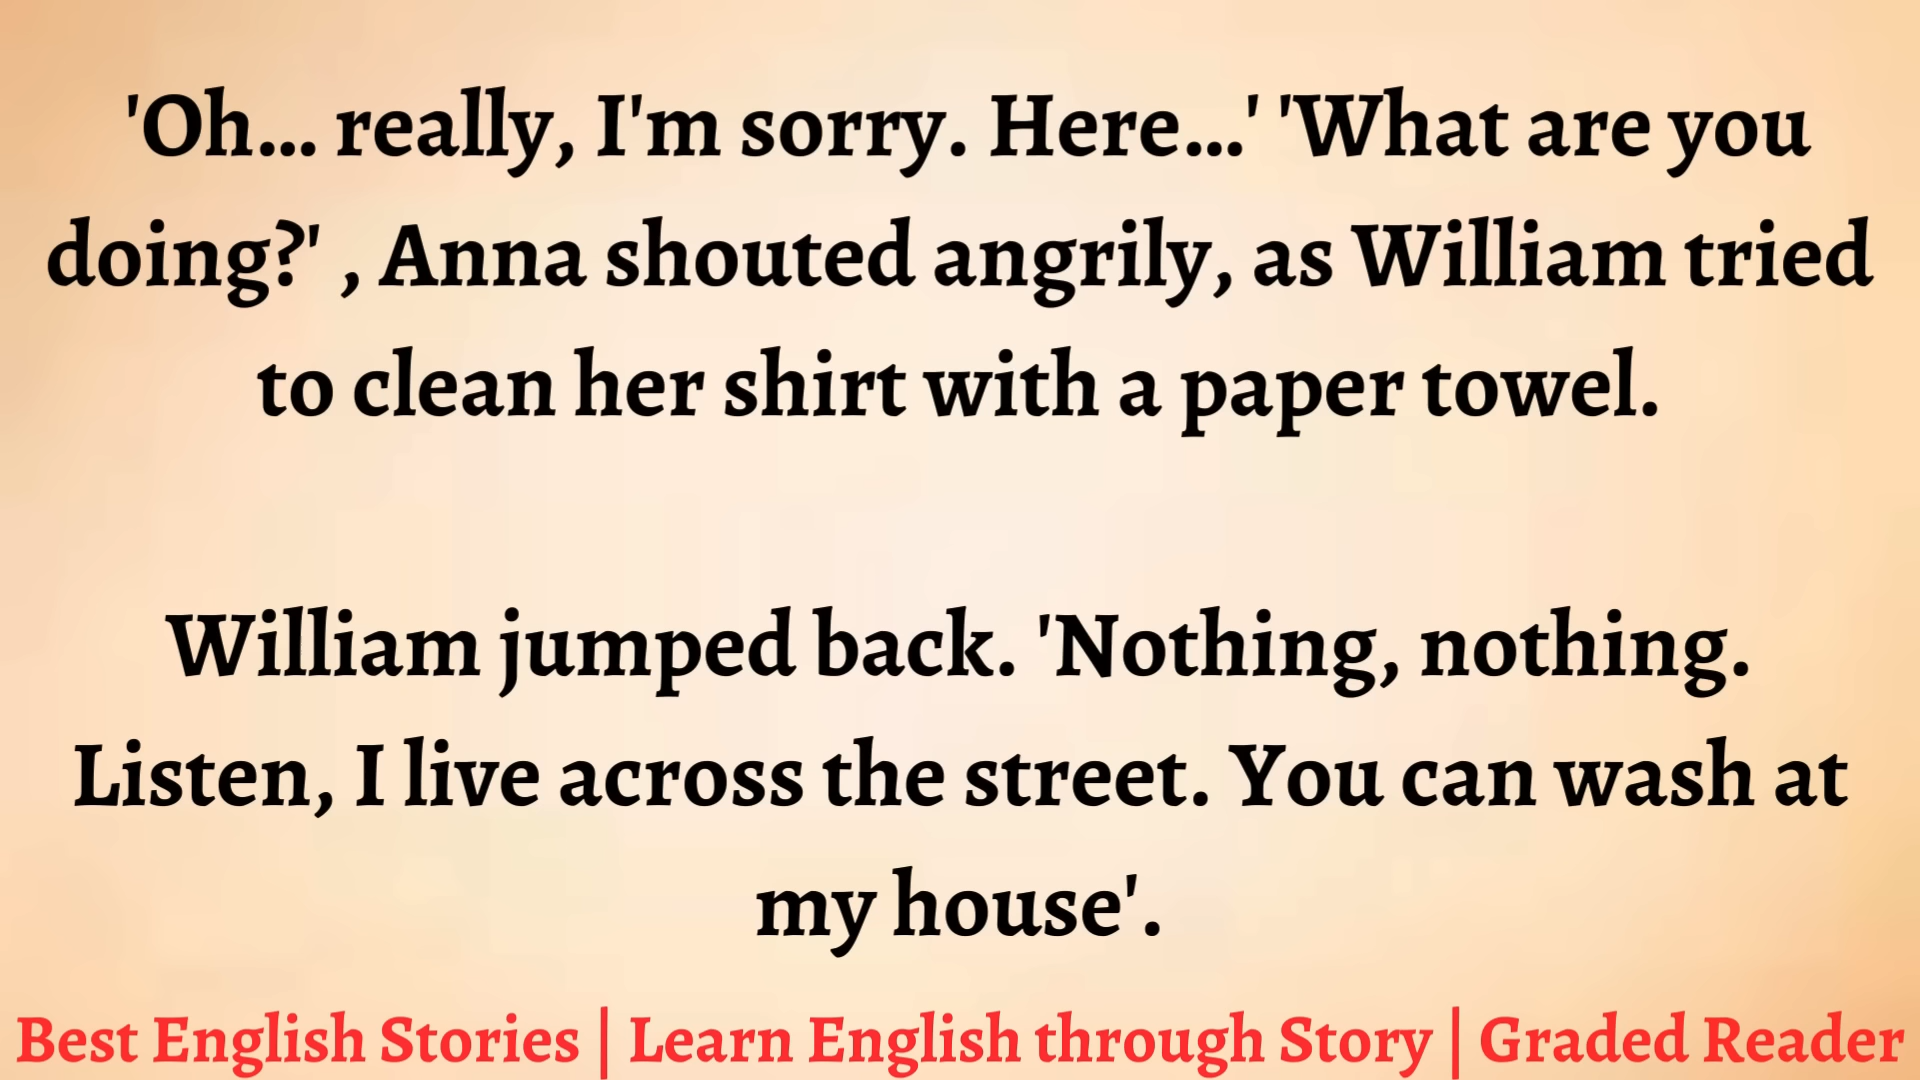 'Oh... really, I'm sorry. Here...' 'What are you
doing?' , Anna shouted angrily, as William tried
to clean her shirt with a paper towel.
William jumped back. 'Nothing, nothing.
Listen, I live across the street. You can wash at
my house'.
Best English Stories | Learn English through Story | Graded Reader